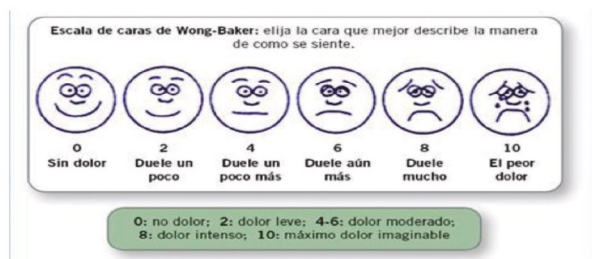 Escala de caras de Wong-Baker: elija la cara que mejor describe la manera
de como se siente.
0 2 4 6 8 10
Sin dolor Duele un Duele un Duele aún Duele El peor
poco poco más más mucho dolor
0: no dolor; 2: dolor leve; 4-6: dolor moderado;
8: dolor intenso; 10: máximo dolor imaginable